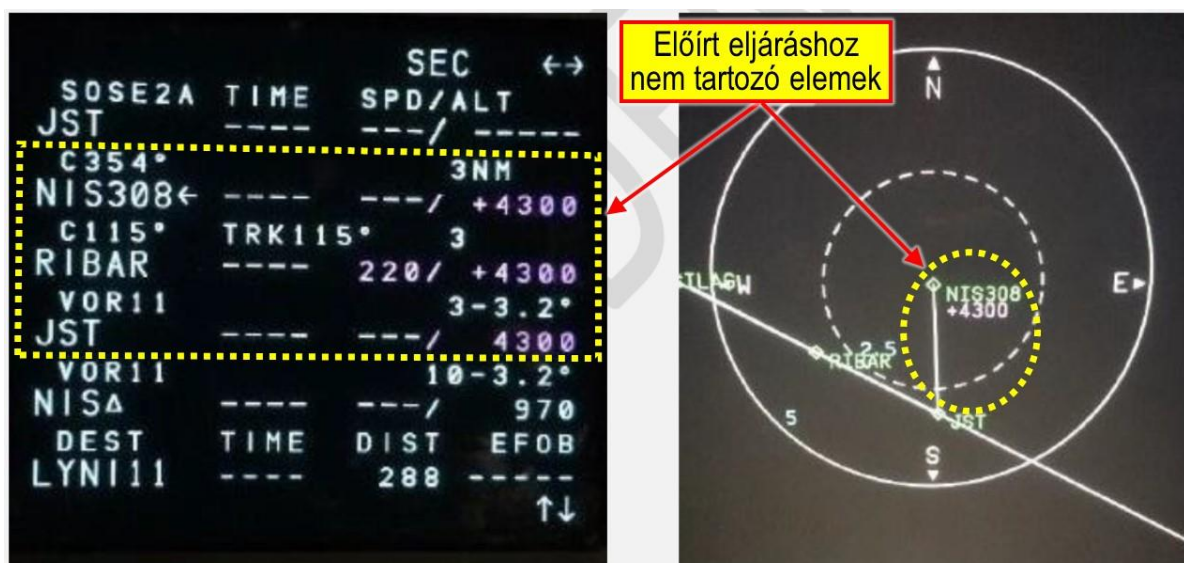 SEC ←→
SOSE2A TIME SPD/ALT
JST ---- ---/ -----
C354° 3NM
NIS308← ---- ---/ +4300
C115° TRK115° 3
RIBAR ---- 220/ +4300
VOR11 3-3.2°
JST ---- ---/ 4300
VOR11 10-3.2°
NIS∆ ---- ---/ 970
DEST TIME DIST EFOB
LYNI11 ---- 288 -----
↑↓
Előírt eljáráshoz
nem tartozó elemek
N
W
E
NIS308
+4300
2.5
RIBAR
5
JST
S